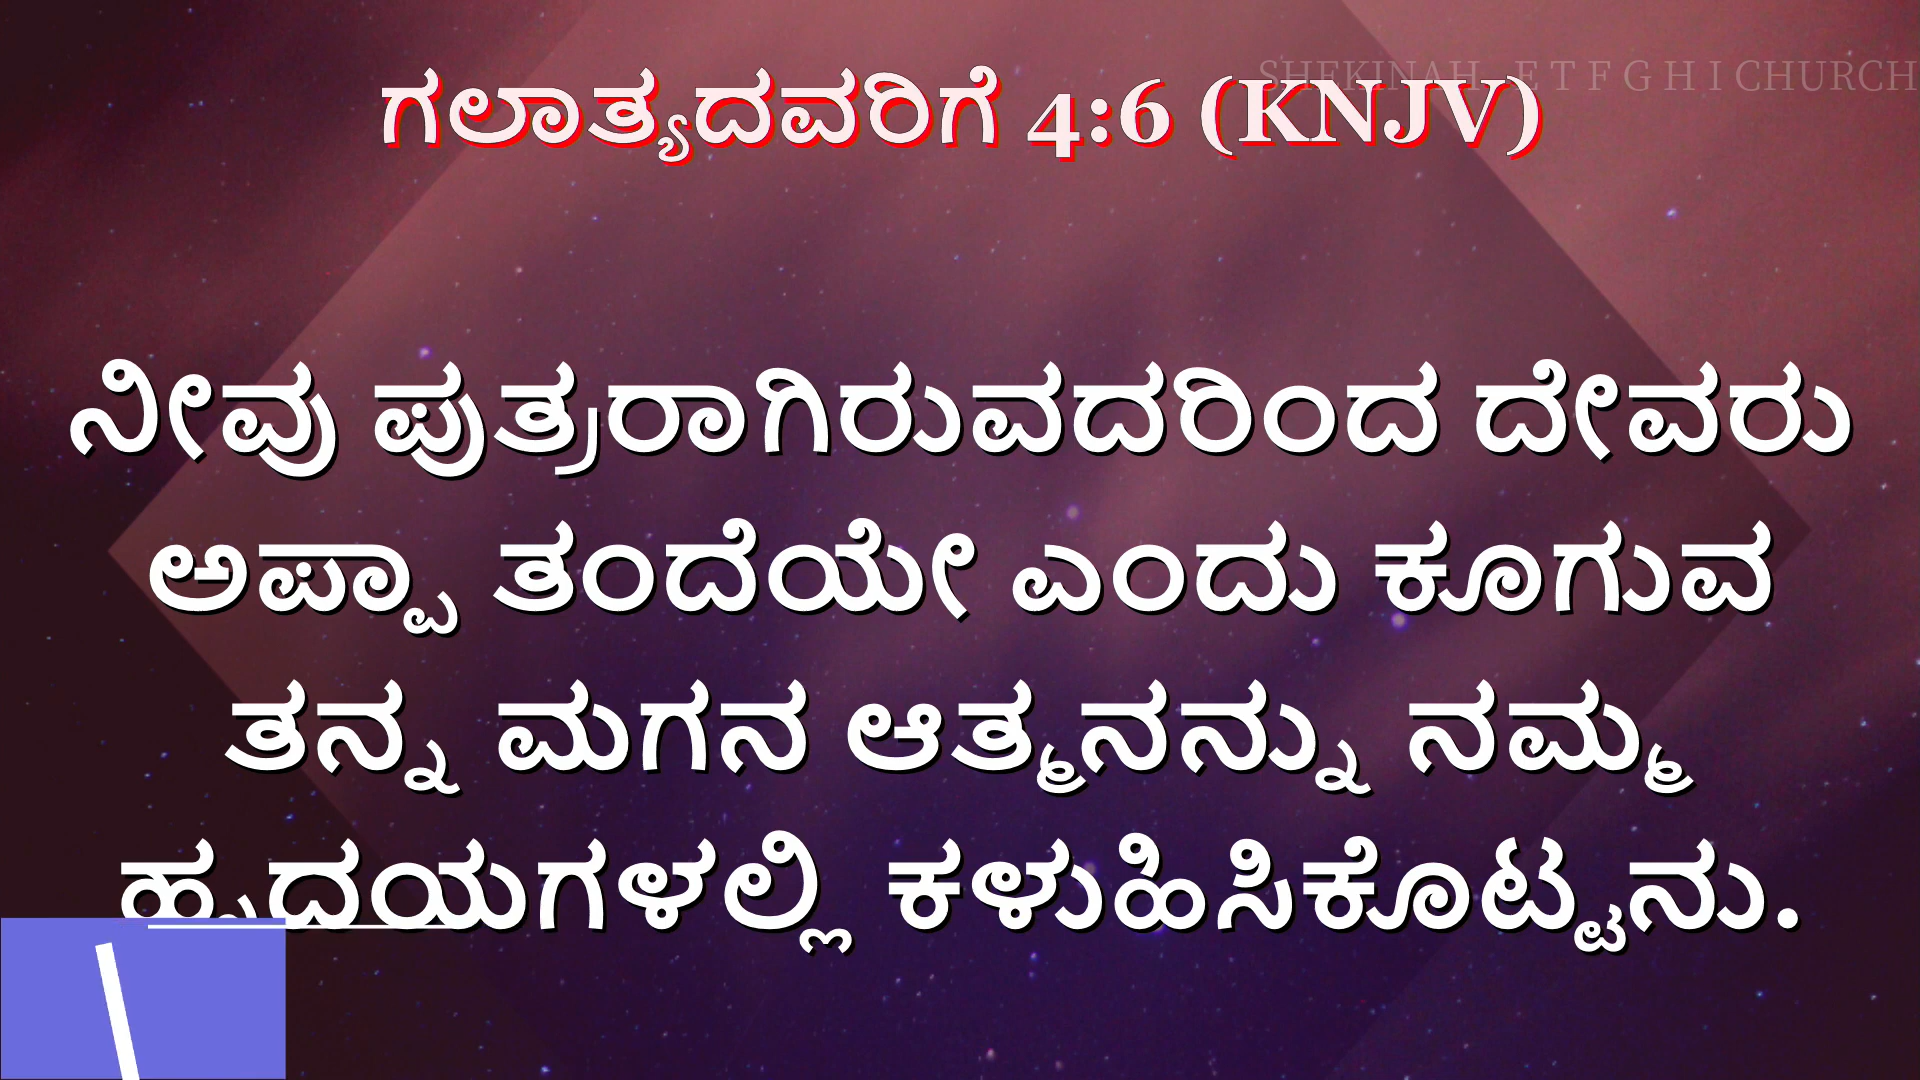 SHEKINAH E T F G H I CHURCH
ಗಲಾತ್ಯದವರಿಗೆ 4:6 (KNJV)
ನೀವು ಪುತ್ರರಾಗಿರುವದರಿಂದ ದೇವರು
ಅಪ್ಪಾ ತಂದೆಯೇ ಎಂದು ಕೂಗುವ
ತನ್ನ ಮಗನ ಆತ್ಮನನ್ನು ನಮ್ಮ
ಹೃದಯಗಳಲ್ಲಿ ಕಳುಹಿಸಿಕೊಟ್ಟನು.